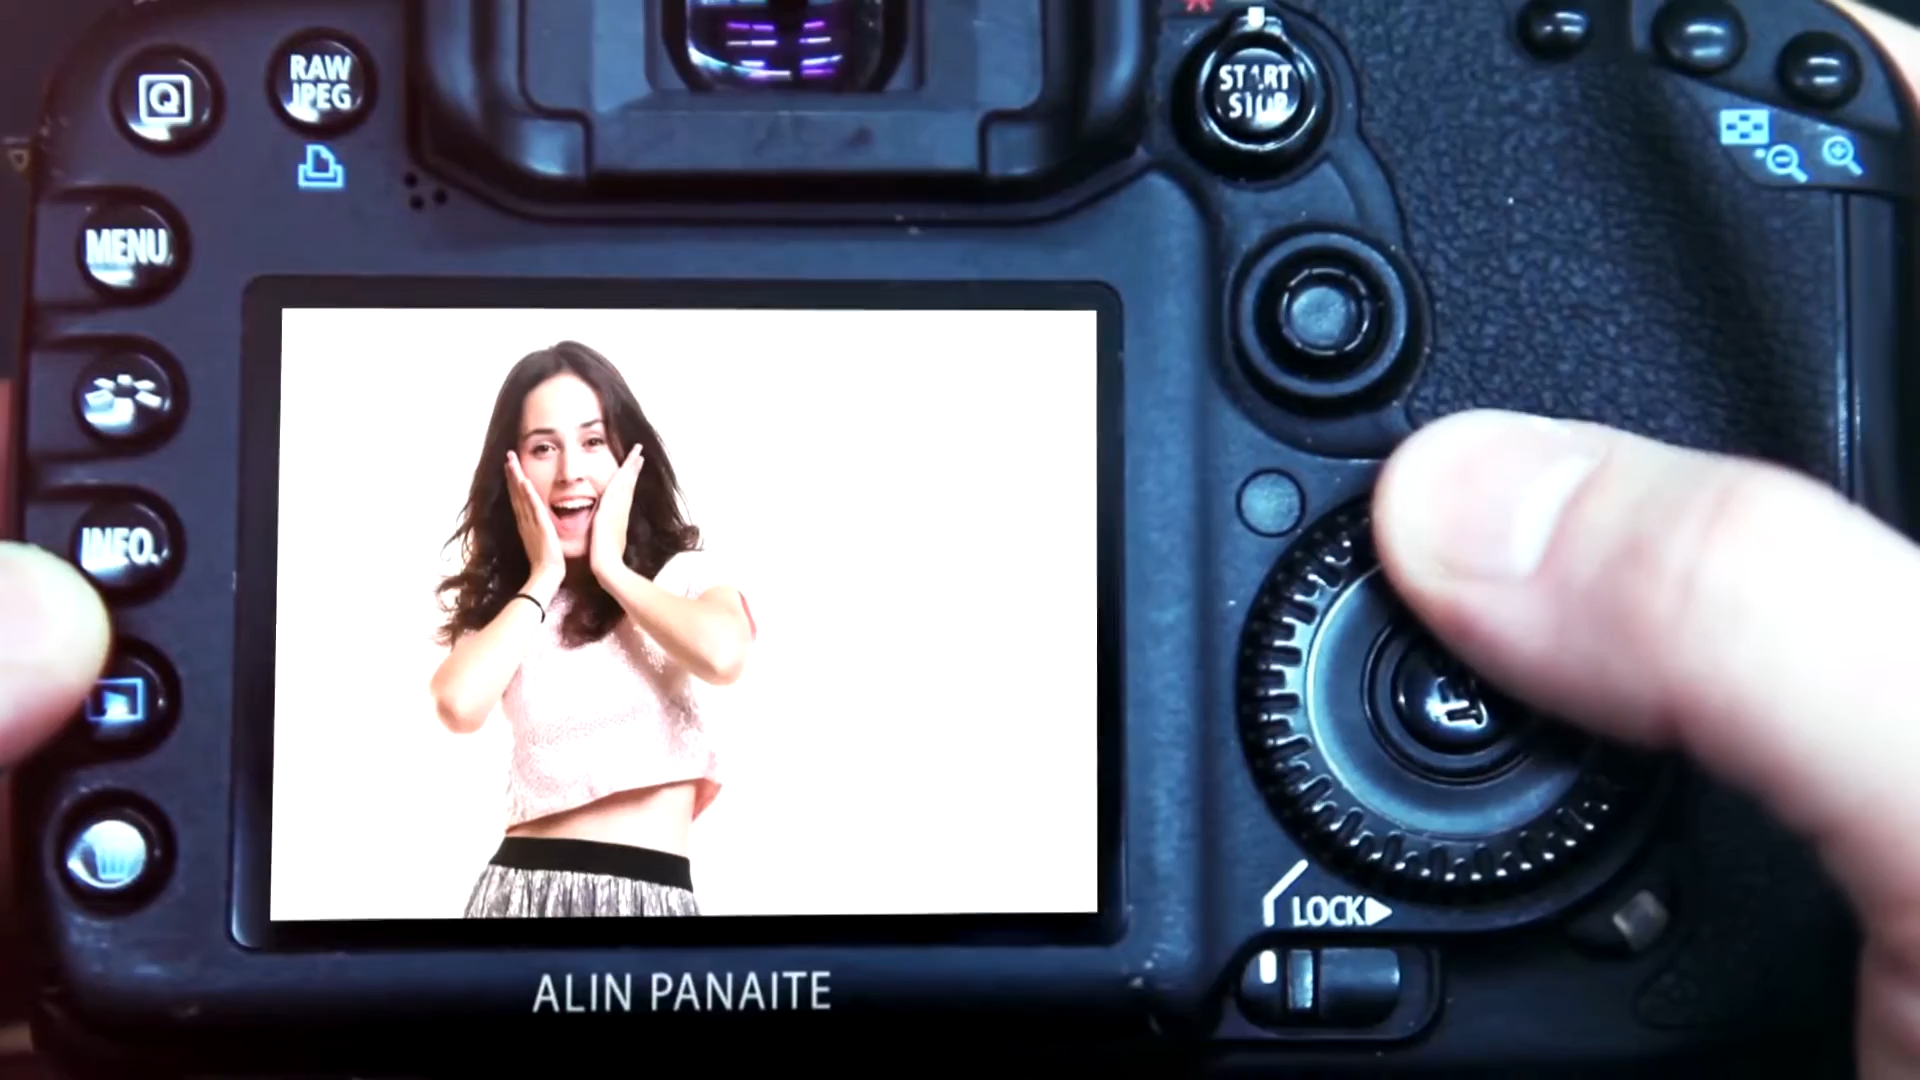 Q
RAW
JPEG
START
STOP
MENU
INFO.
LOCK
ALIN PANAITE